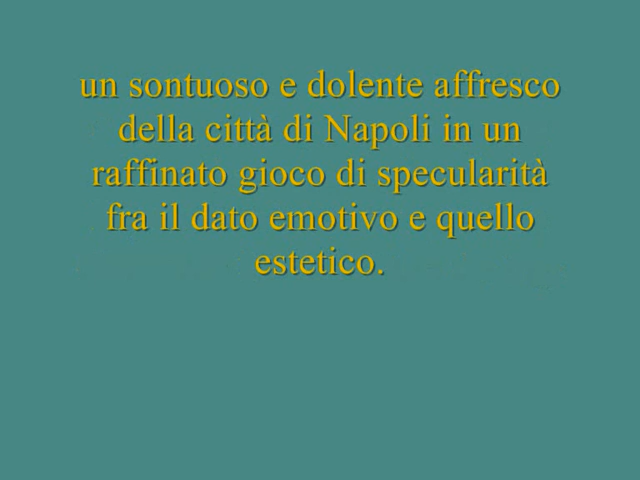 un sontuoso e dolente affresco
della città di Napoli in un
raffinato gioco di specularità
fra il dato emotivo e quello
estetico.